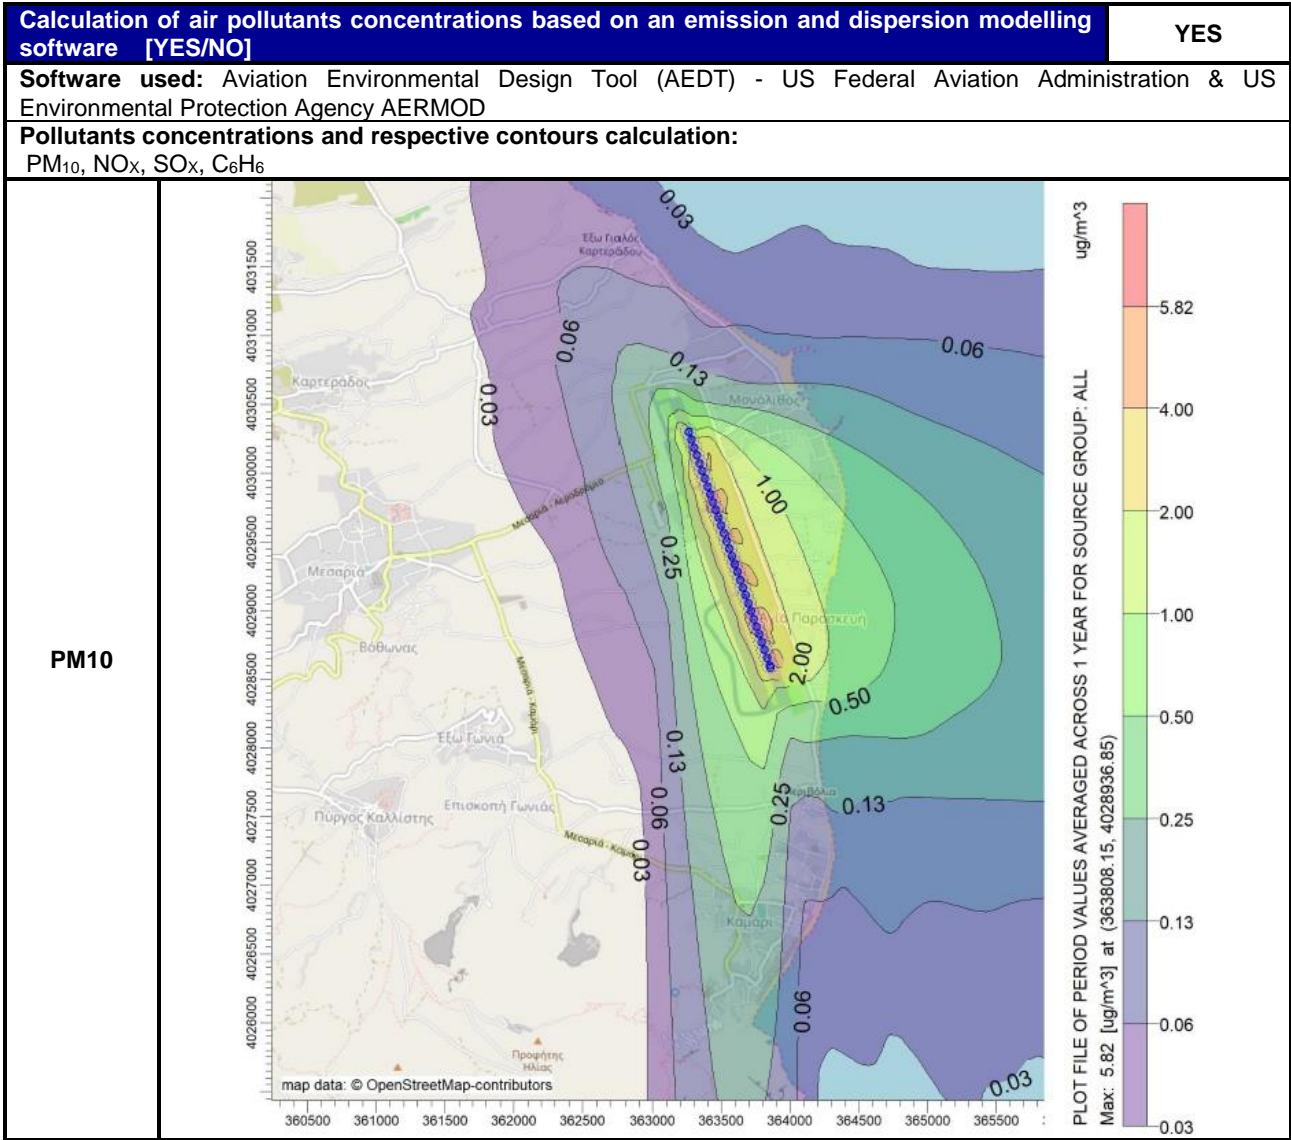 Calculation of air pollutants concentrations based on an emission and dispersion modelling
software [YES/NO]
YES
Software used: Aviation Environmental Design Tool (AEDT) - US Federal Aviation Administration & US
Environmental Protection Agency AERMOD
Pollutants concentrations and respective contours calculation:
PM10, NOX, SOX, C6H6
PM10
4031500
4031000
4030500
4030000
4029500
4029000
4028500
4028000
4027500
4027000
4026500
4026000
0.03
Έξω Γιαλός
Καρτεράδου
0.06
0.06
0.13
Καρτεράδος
0.03
Μονόλιθος
1.00
Μεσαριά - Αεροδρόμιο
0.25
Μεσαριά
Παρασκευή
Βόθωνας
2.00
Μεσαριά - Καμάρι
0.50
Έξω Γωνιά
0.13
0.25
0.13
Επισκοπή Γωνιάς
0.06
Πύργος Καλλίστης
Μεσαριά - Καμάρι
0.03
Καμάρι
0.06
Προφήτης
Ηλίας
0.03
map data: © OpenStreetMap-contributors
360500 361000 361500 362000 362500 363000 363500 364000 364500 365000 365500
PLOT FILE OF PERIOD VALUES AVERAGED ACROSS 1 YEAR FOR SOURCE GROUP: ALL
ug/m^3
Max: 5.82 [ug/m^3] at (363808.15, 4028936.85)
5.82
4.00
2.00
1.00
0.50
0.25
0.13
0.06
0.03